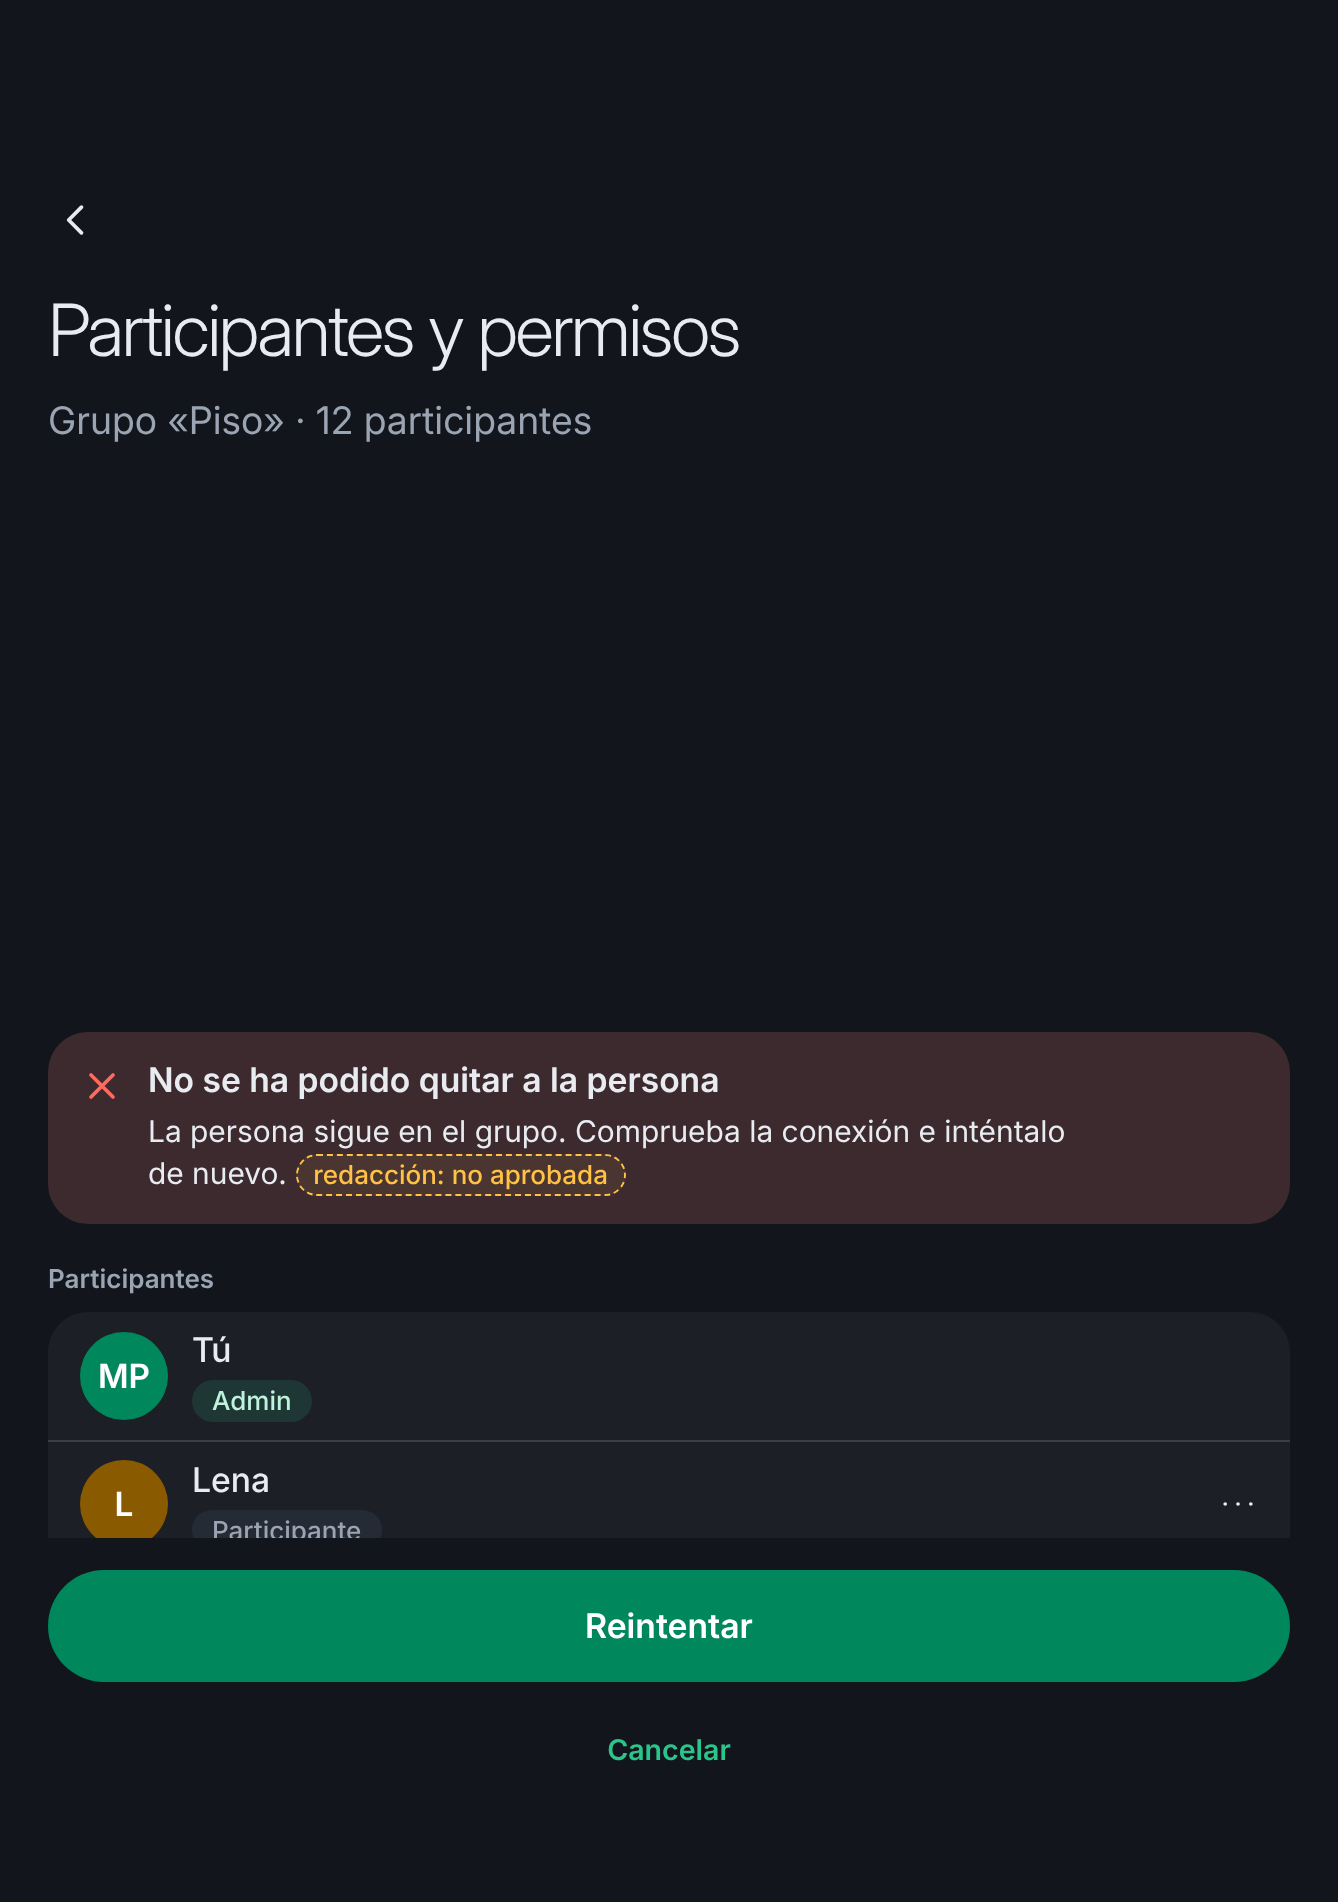 Participantes y permisos
Grupo «Piso» · 12 participantes
No se ha podido quitar a la persona
La persona sigue en el grupo. Comprueba la conexión e inténtalo
de nuevo. redacción: no aprobada
Participantes
MP
Tú
Admin
L
Lena
Participante
Reintentar
Cancelar